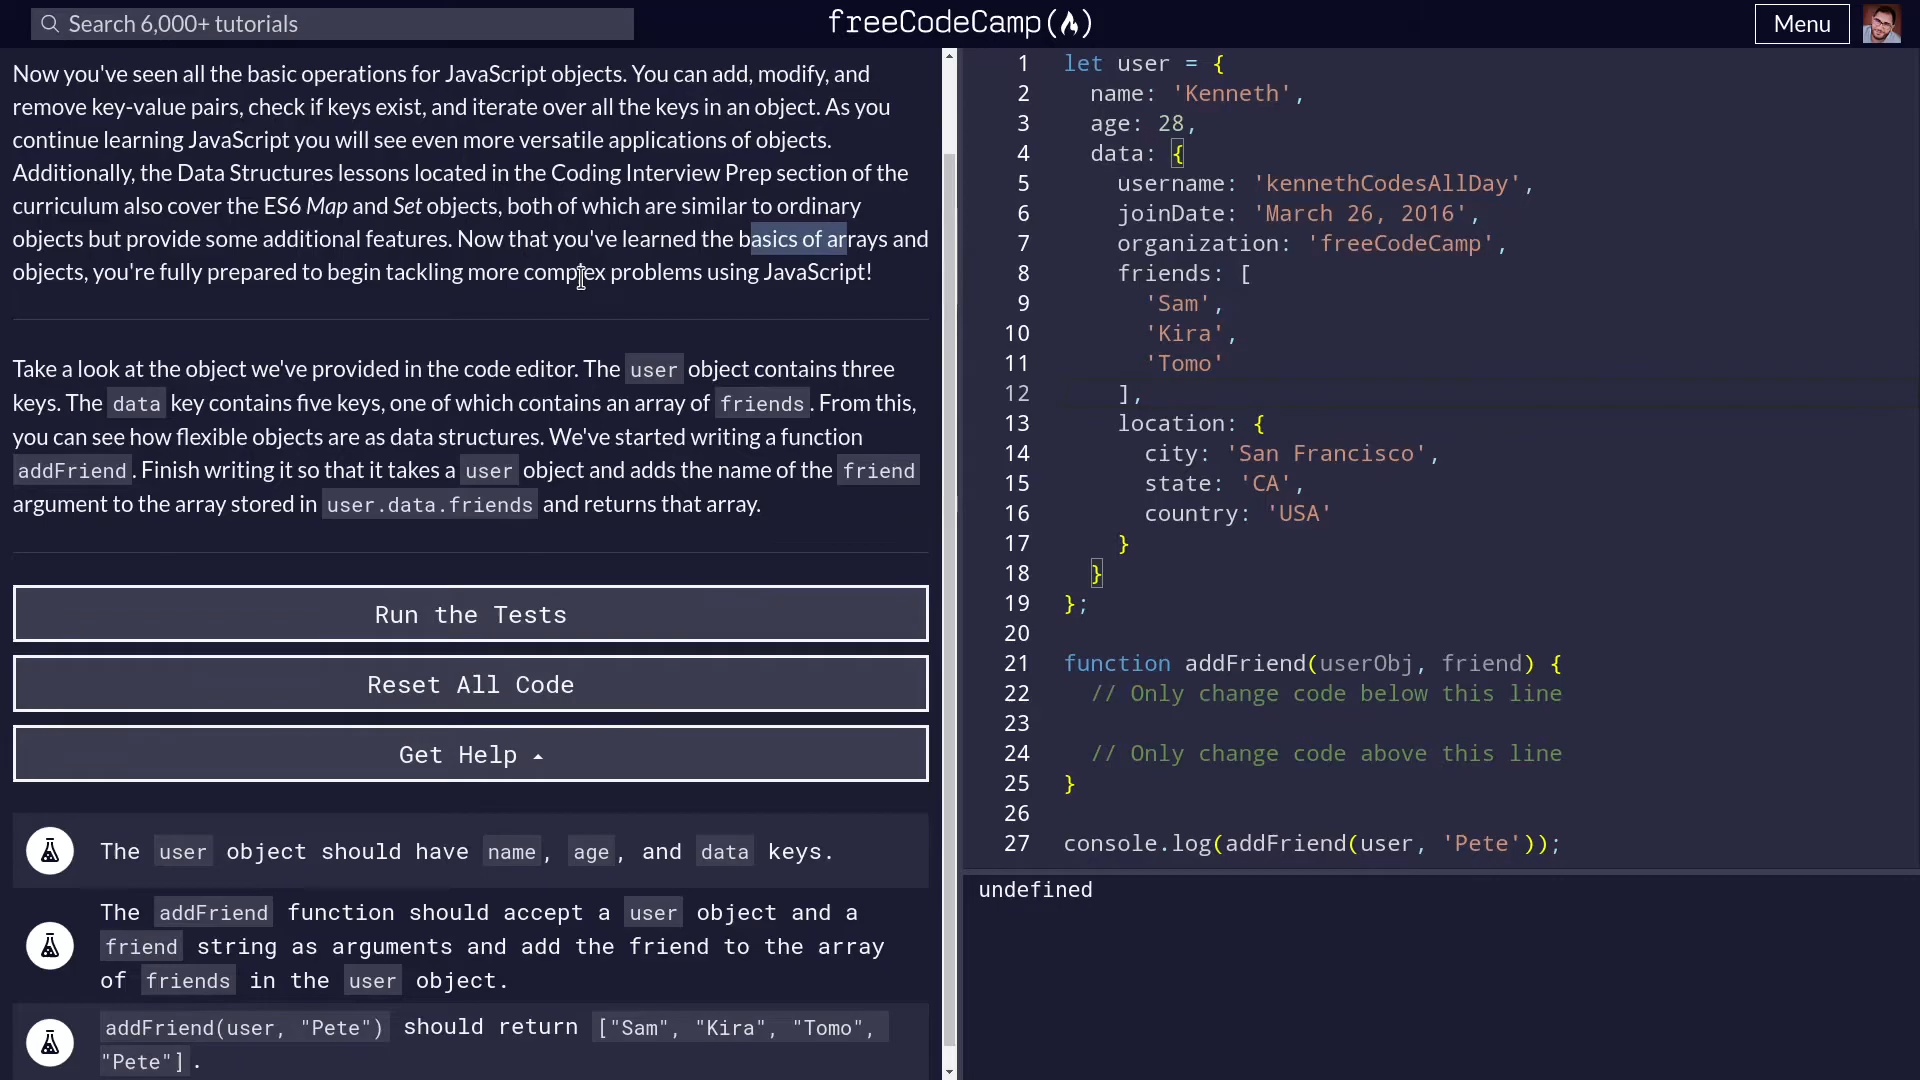 Search 6,000+ tutorials
freeCodeCamp
Menu
Now you've seen all the basic operations for JavaScript objects. You can add, modify, and
remove key-value pairs, check if keys exist, and iterate over all the keys in an object. As you
continue learning JavaScript you will see even more versatile applications of objects.
Additionally, the Data Structures lessons located in the Coding Interview Prep section of the
curriculum also cover the ES6 Map and Set objects, both of which are similar to ordinary
objects but provide some additional features. Now that you've learned the basics of arrays and
objects, you're fully prepared to begin tackling more complex problems using JavaScript!
Take a look at the object we've provided in the code editor. The user object contains three
keys. The data key contains five keys, one of which contains an array of friends. From this,
you can see how flexible objects are as data structures. We've started writing a function
addFriend. Finish writing it so that it takes a user object and adds the name of the friend
argument to the array stored in user.data.friends and returns that array.
Run the Tests
Reset All Code
Get Help
The user object should have name, age, and data keys.
The addFriend function should accept a user object and a
friend string as arguments and add the friend to the array
of friends in the user object.
addFriend(user, "Pete") should return ["Sam", "Kira", "Tomo",
"Pete"].
1 let user = {
2 name: 'Kenneth',
3 age: 28,
4 data: {
5 username: 'kennethCodesAllDay',
6 joinDate: 'March 26, 2016',
7 organization: 'freeCodeCamp',
8 friends: [
9 'Sam',
10 'Kira',
11 'Tomo'
12 ],
13 location: {
14 city: 'San Francisco',
15 state: 'CA',
16 country: 'USA'
17 }
18 }
19 };
20
21 function addFriend(userObj, friend) {
22 // Only change code below this line
23
24 // Only change code above this line
25 }
26
27 console.log(addFriend(user, 'Pete'));
undefined